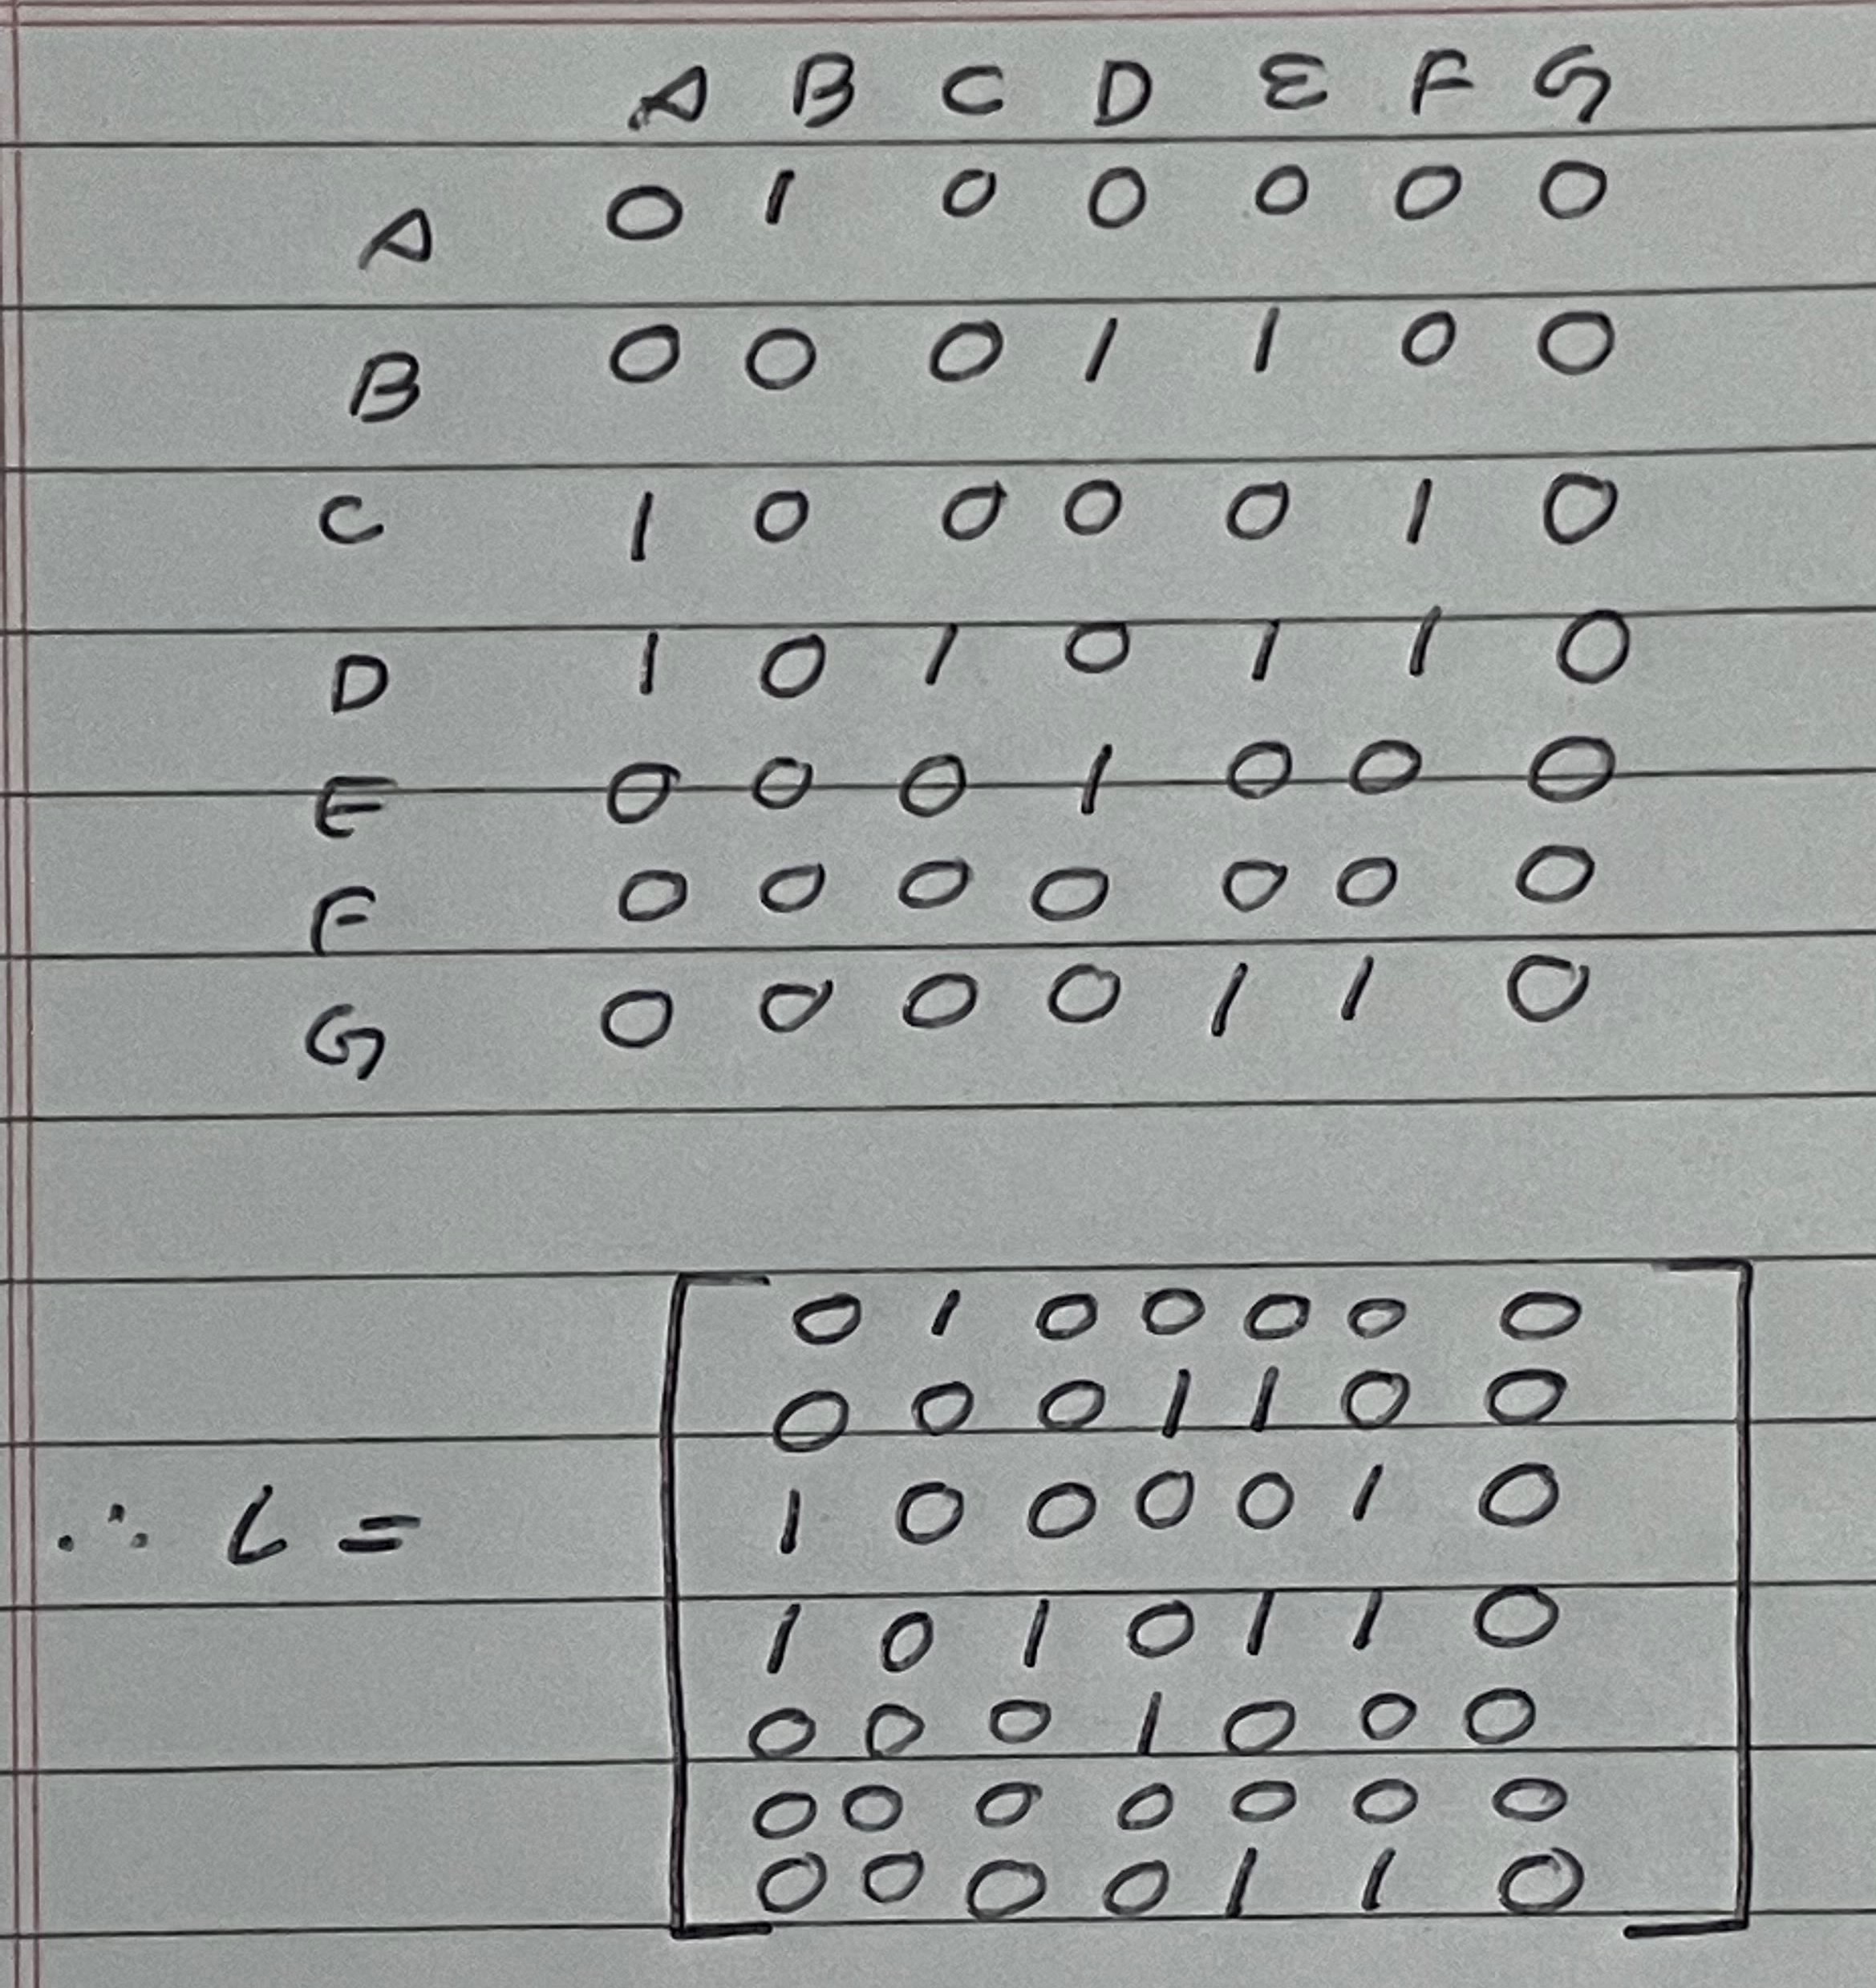 A B C D E F G
A 0 1 0 0 0 0 0
B 0 0 0 1 1 0 0
C 1 0 0 0 0 1 0
D 1 0 1 0 1 1 0
E 0 0 0 1 0 0 0
F 0 0 0 0 0 0 0
G 0 0 0 0 1 1 0
0 1 0 0 0 0 0
0 0 0 1 1 0 0
∴ L = 1 0 0 0 0 1 0
1 0 1 0 1 1 0
0 0 0 1 0 0 0
0 0 0 0 0 0 0
0 0 0 0 1 1 0